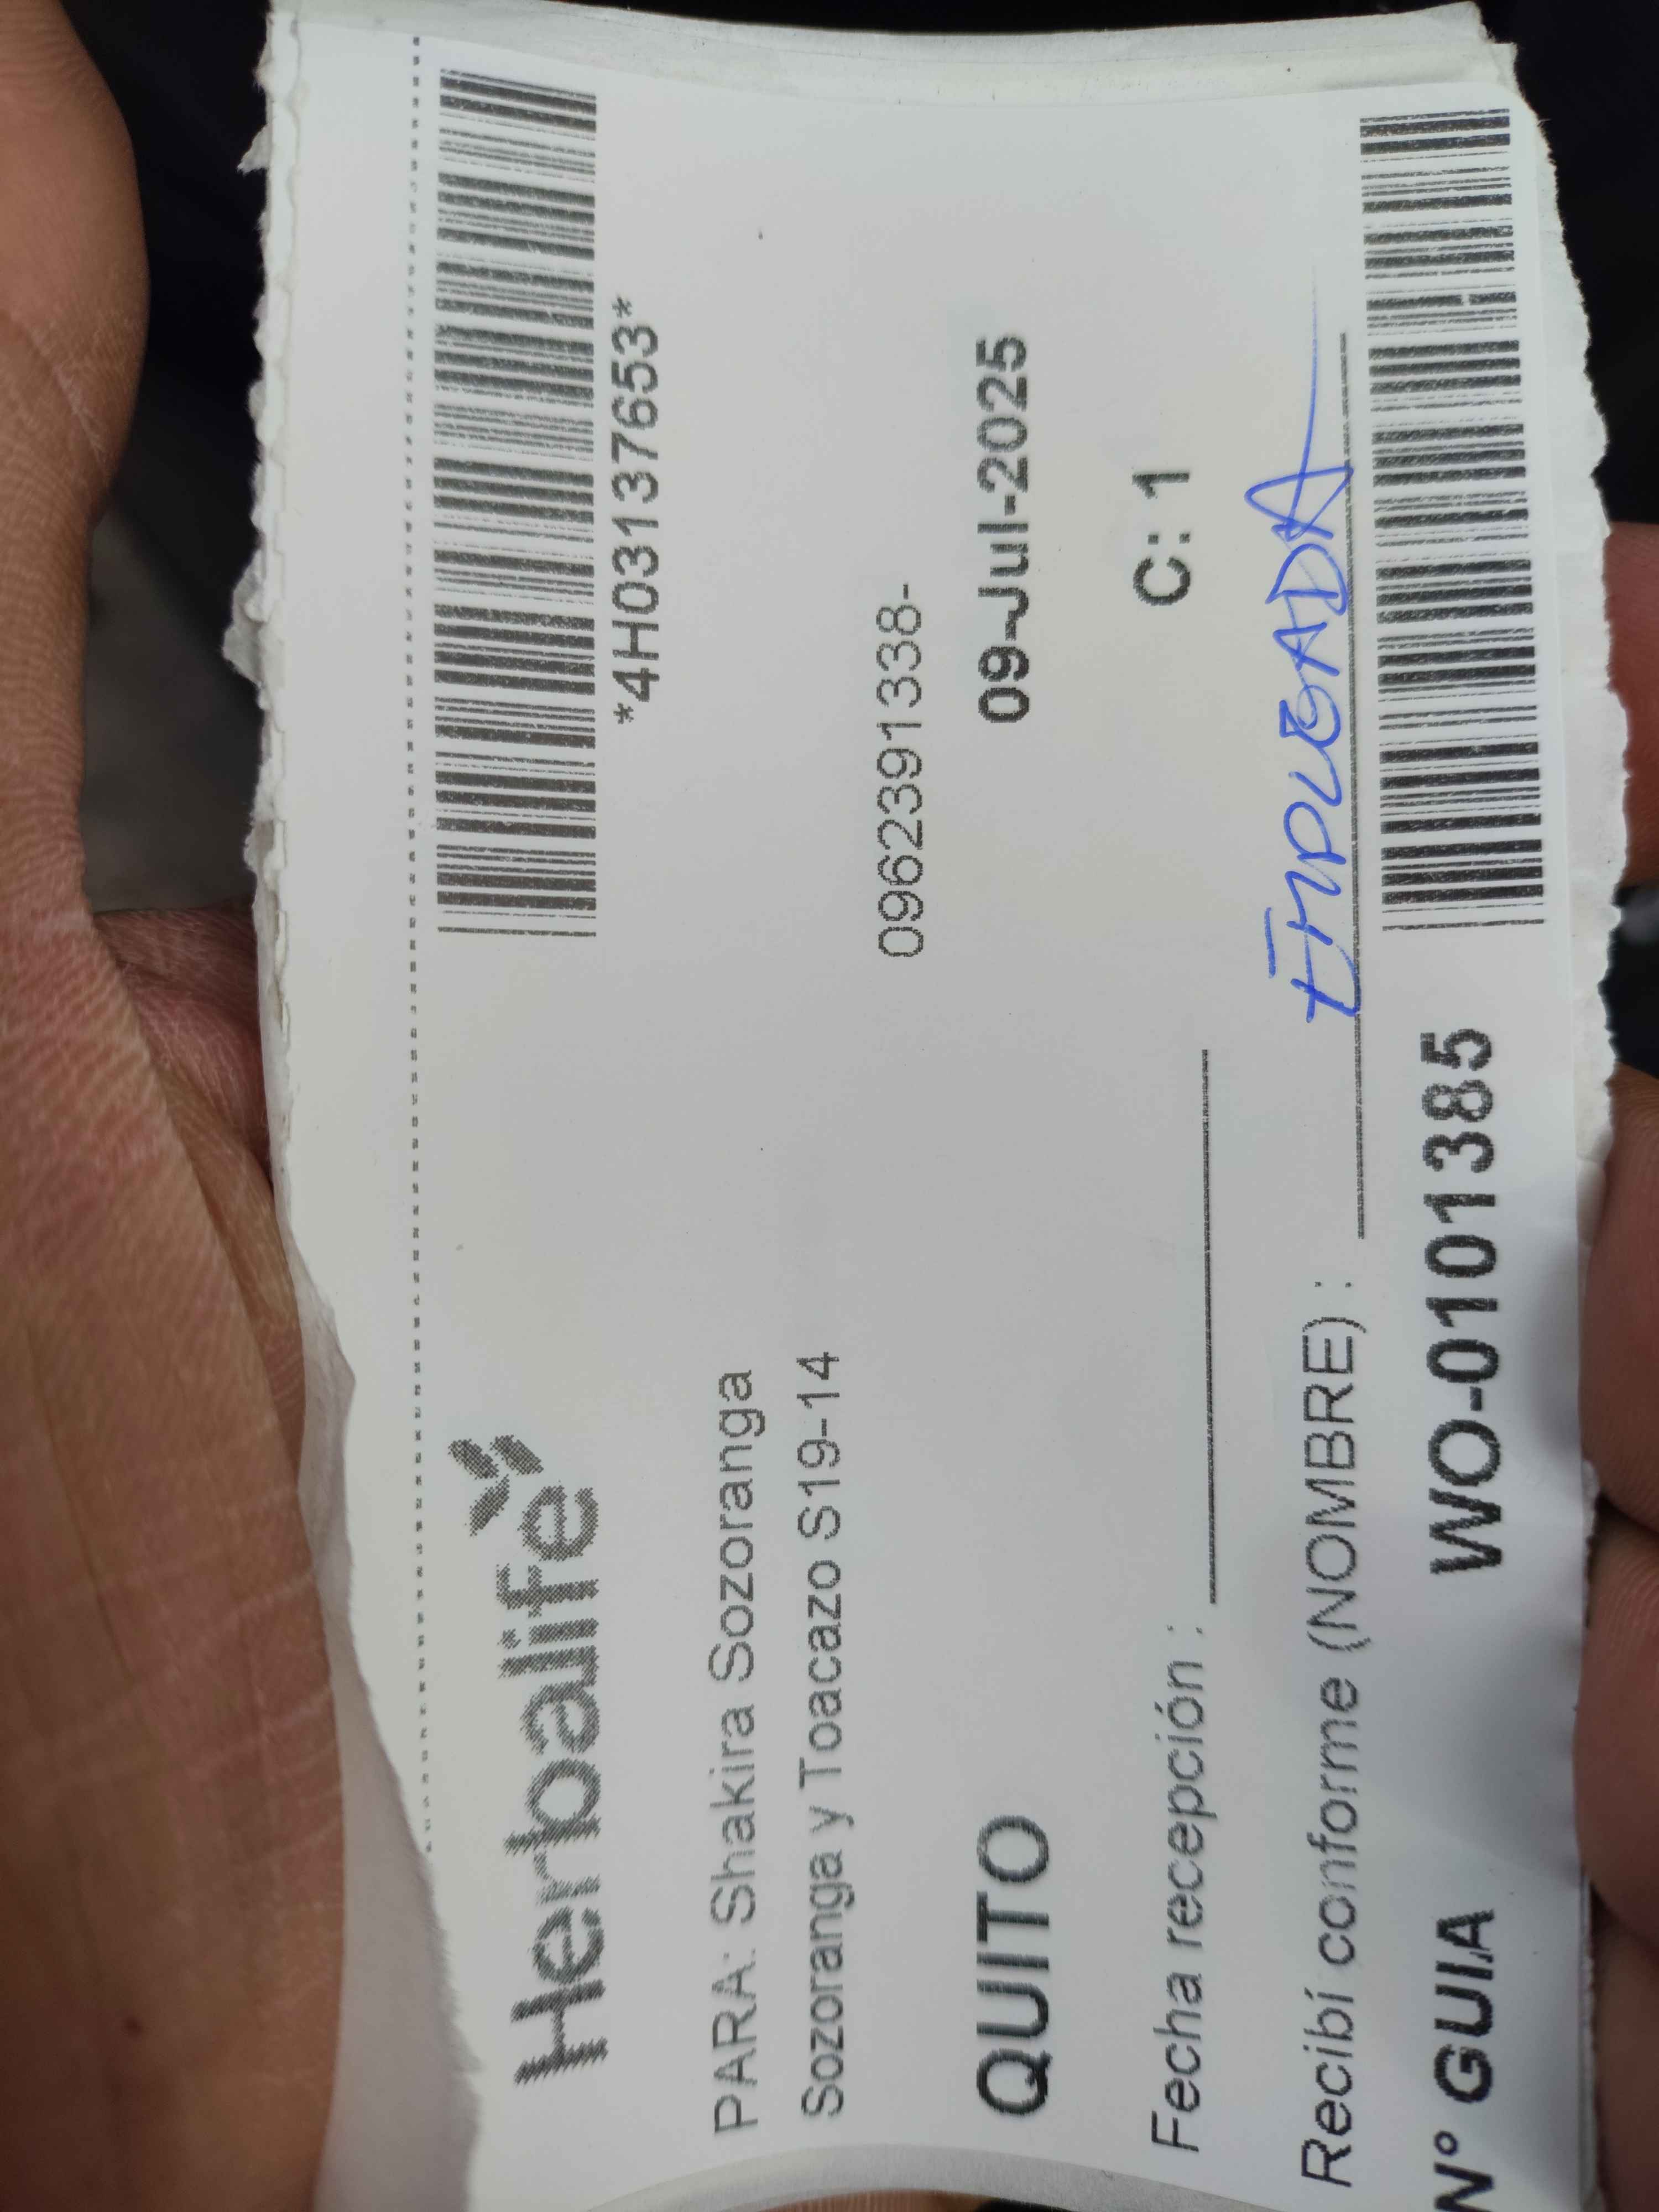 Herbalife
*4H03137653*
PARA: Shakira Sozoranga
Sozoranga y Toacazo S19-14
0962391338-
QUITO 09-Jul-2025
Fecha recepción : C: 1
Recibí conforme (NOMBRE) : EMPLEADA
N° GUIA WO-0101385